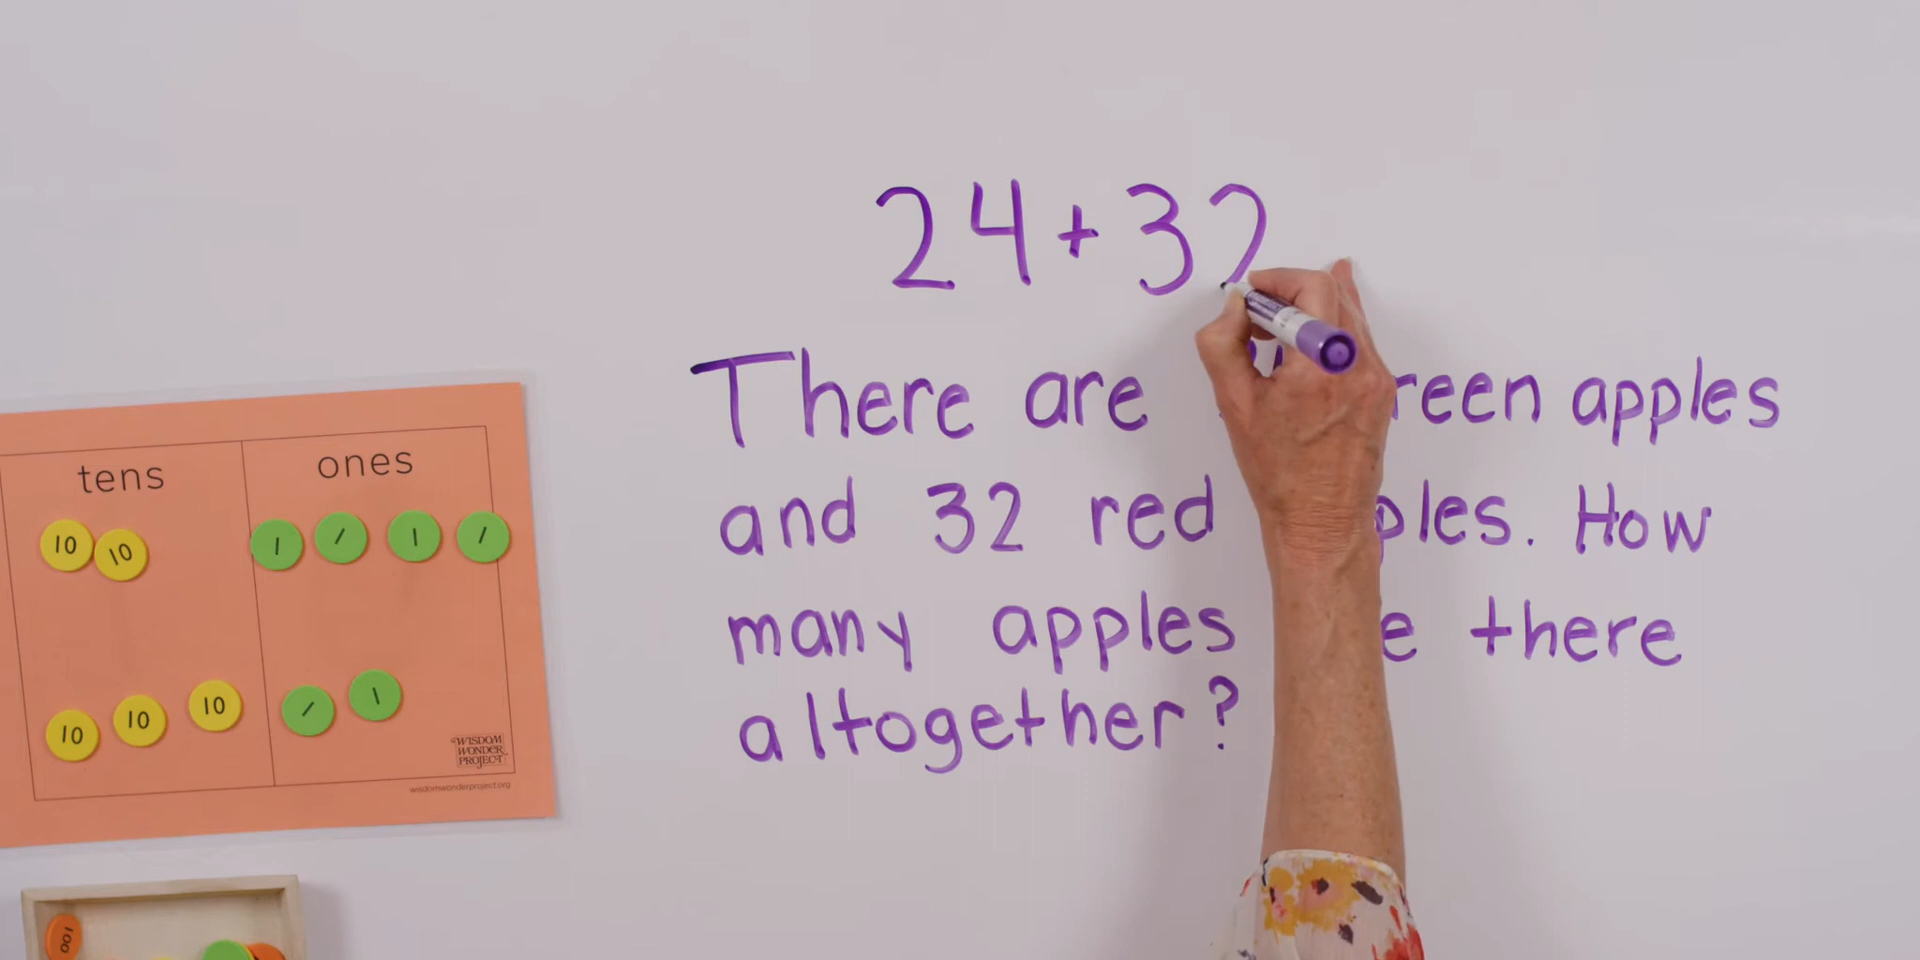 24+32
There are reen apples
and 32 red ples. How
many apples e there
altogether?
tens ones
10 10 1 1 1 1
10 10 10 1 1
WISDOM
WONDER
PROJECT
wisdomwonderproject.org
100